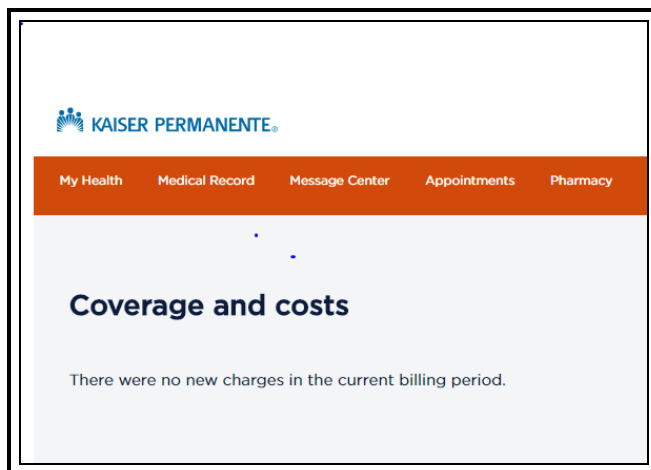 KAISER PERMANENTE®
My Health Medical Record Message Center Appointments Pharmacy
Coverage and costs
There were no new charges in the current billing period.